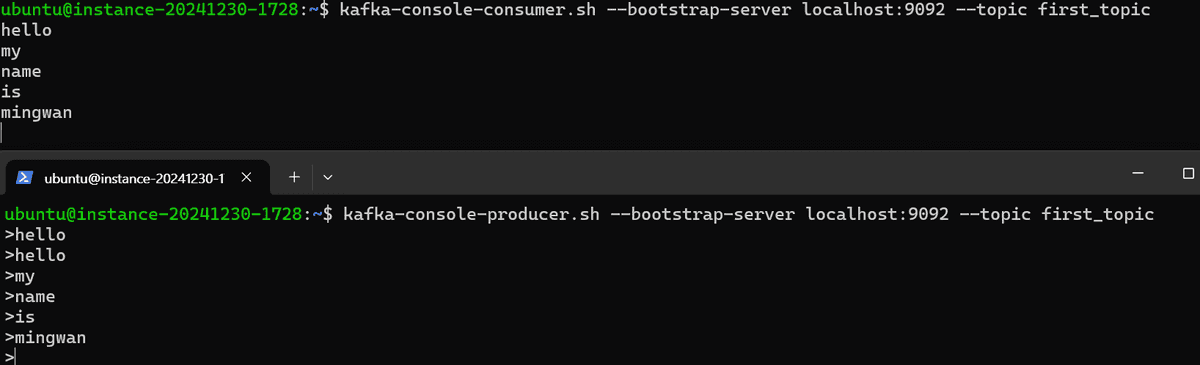 ubuntu@instance-20241230-1728:~$ kafka-console-consumer.sh --bootstrap-server localhost:9092 --topic first_topic
hello
my
name
is
mingwan
ubuntu@instance-20241230-1
ubuntu@instance-20241230-1728:~$ kafka-console-producer.sh --bootstrap-server localhost:9092 --topic first_topic
>hello
>hello
>my
>name
>is
>mingwan
>